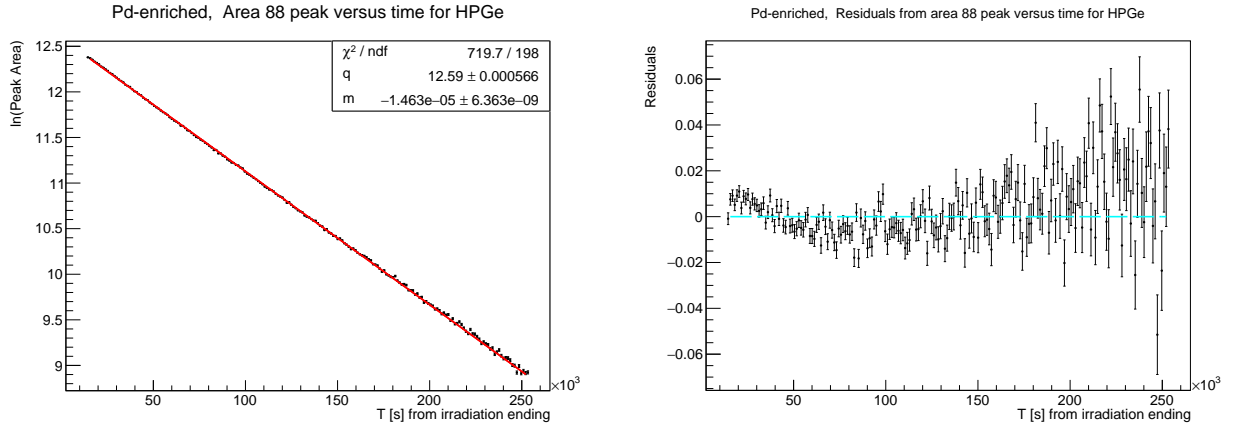 Pd-enriched, Area 88 peak versus time for HPGe
ln(Peak Area)
12.5
12
11.5
11
10.5
10
9.5
9
χ² / ndf 719.7 / 198
q 12.59 ± 0.000566
m −1.463e−05 ± 6.363e−09
50 100 150 200 250
×10³
T [s] from irradiation ending
Pd-enriched, Residuals from area 88 peak versus time for HPGe
Residuals
0.06
0.04
0.02
0
−0.02
−0.04
−0.06
50 100 150 200 250
×10³
T [s] from irradiation ending